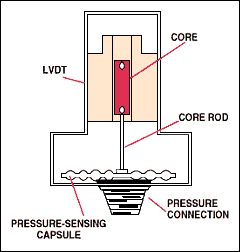 CORE
LVDT
CORE ROD
PRESSURE
CONNECTION
PRESSURE-SENSING
CAPSULE